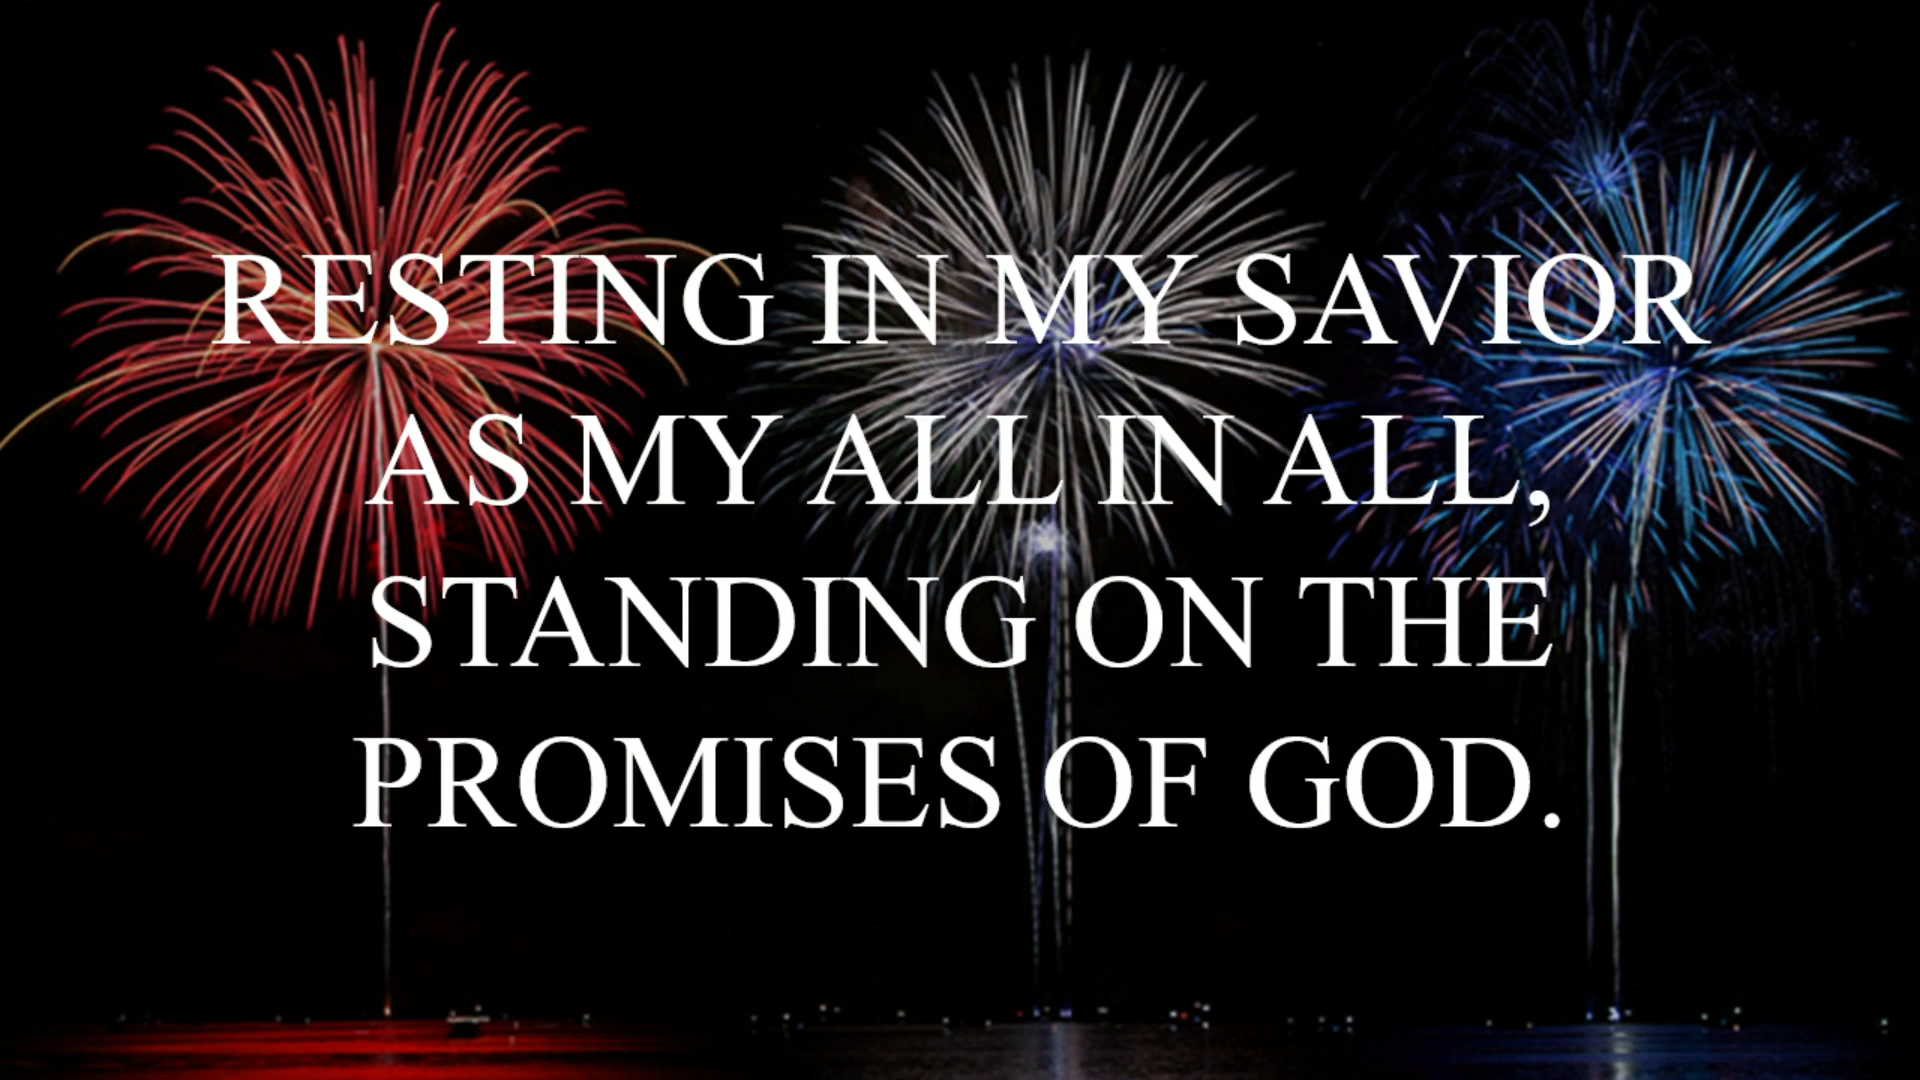 RESTING IN MY SAVIOR
AS MY ALL IN ALL,
STANDING ON THE
PROMISES OF GOD.